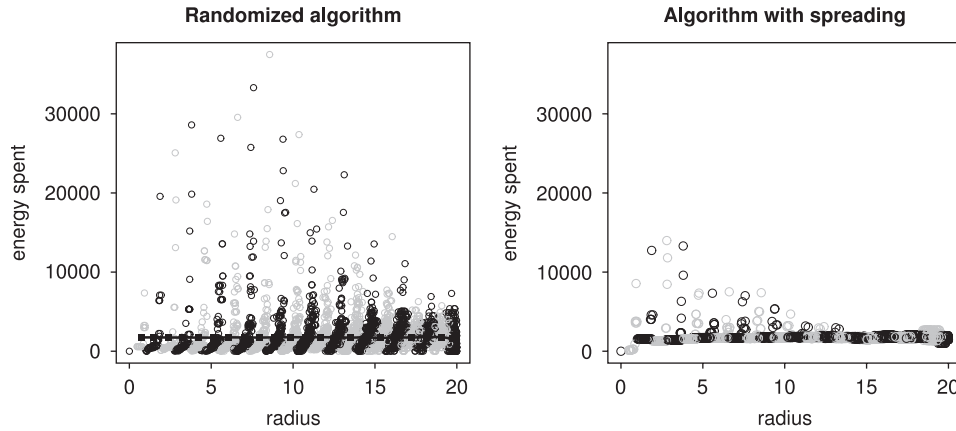 Randomized algorithm
energy spent
30000
20000
10000
0
0 5 10 15 20
radius
Algorithm with spreading
energy spent
30000
20000
10000
0
0 5 10 15 20
radius